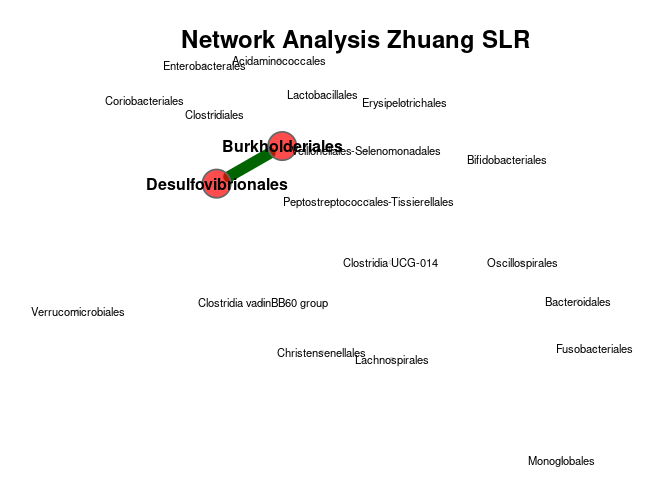 Network Analysis Zhuang SLR
Acidaminococcales
Enterobacterales
Lactobacillales
Coriobacteriales
Erysipelotrichales
Clostridiales
Burkholderiales
Veillonellales-Selenomonadales
Bifidobacteriales
Desulfovibrionales
Peptostreptococcales-Tissierellales
Clostridia UCG-014
Oscillospirales
Clostridia vadinBB60 group
Bacteroidales
Verrucomicrobiales
Christensenellales
Fusobacteriales
Lachnospirales
Monoglobales